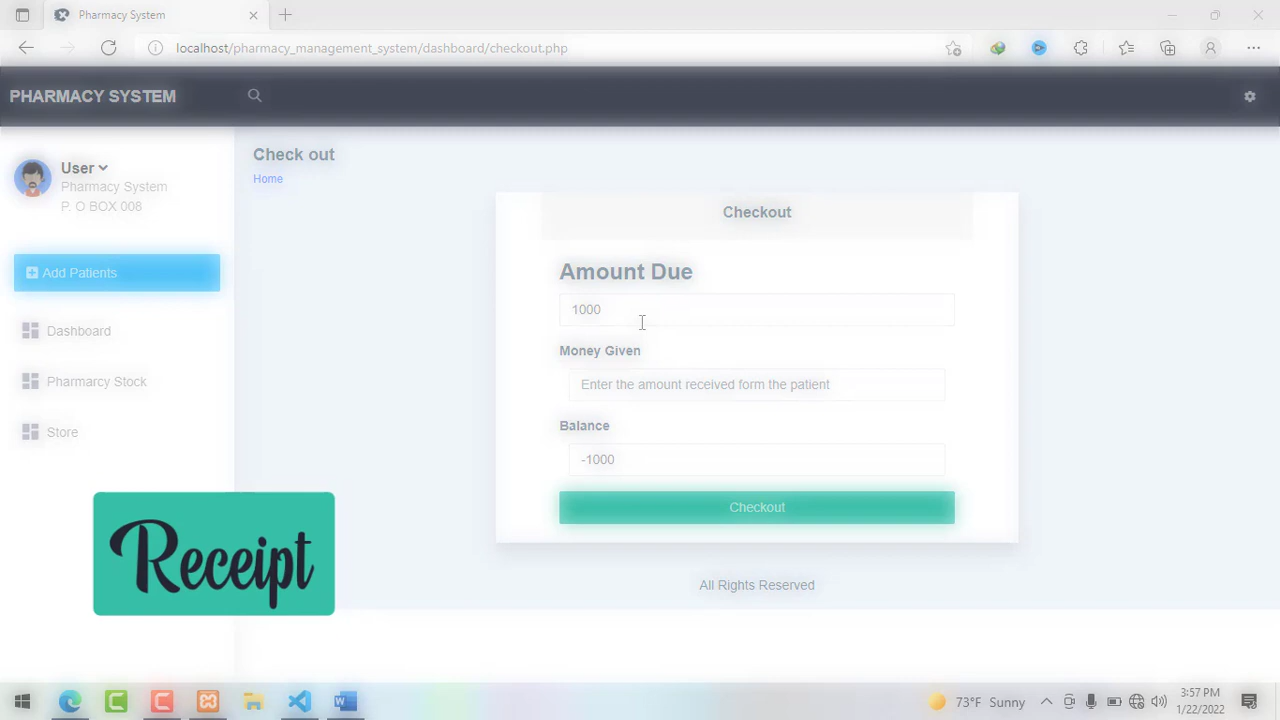 Pharmacy System
localhost/pharmacy_management_system/dashboard/checkout.php
PHARMACY SYSTEM
User
Pharmacy System
P. O BOX 008
Add Patients
Dashboard
Pharmarcy Stock
Store
Check out
Home
Checkout
Amount Due
1000
Money Given
Enter the amount received form the patient
Balance
-1000
Checkout
All Rights Reserved
Receipt
73°F Sunny
3:57 PM
1/22/2022